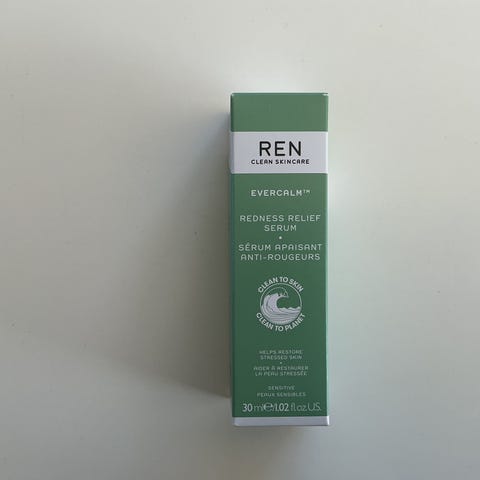 REN
CLEAN SKINCARE
EVERCALM™
REDNESS RELIEF
SERUM
•
SÉRUM APAISANT
ANTI-ROUGEURS
CLEAN TO SKIN
CLEAN TO PLANET
HELPS RESTORE
STRESSED SKIN
•
AIDER À RESTAURER
LA PEAU STRESSÉE
SENSITIVE
PEAUX SENSIBLES
30 ml℮/1.02 fl.oz.US.